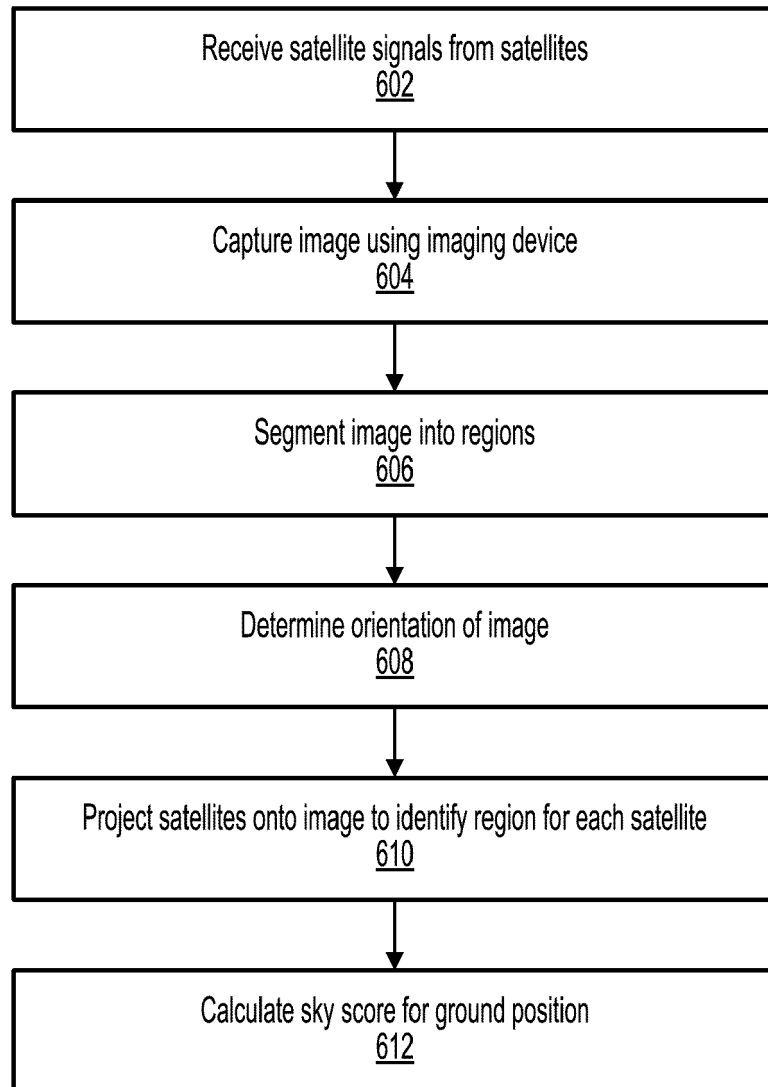 Receive satellite signals from satellites
602
Capture image using imaging device
604
Segment image into regions
606
Determine orientation of image
608
Project satellites onto image to identify region for each satellite
610
Calculate sky score for ground position
612